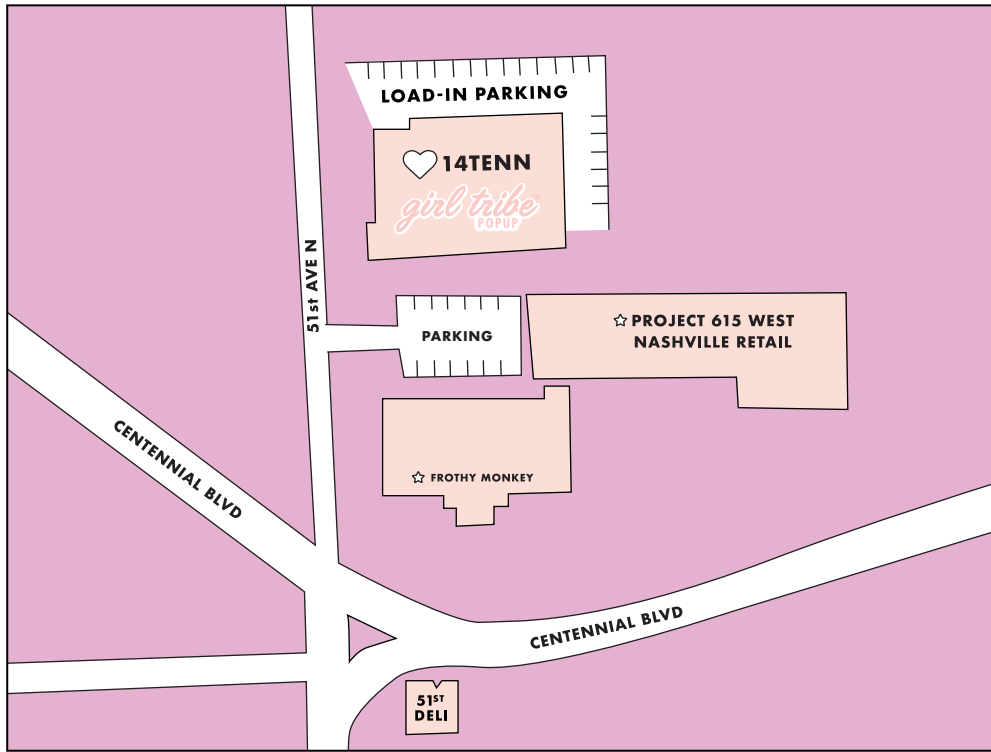 LOAD-IN PARKING
14TENN
girl tribe
POPUP
51st AVE N
PARKING
PROJECT 615 WEST
NASHVILLE RETAIL
CENTENNIAL BLVD
FROTHY MONKEY
CENTENNIAL BLVD
51ST
DELI